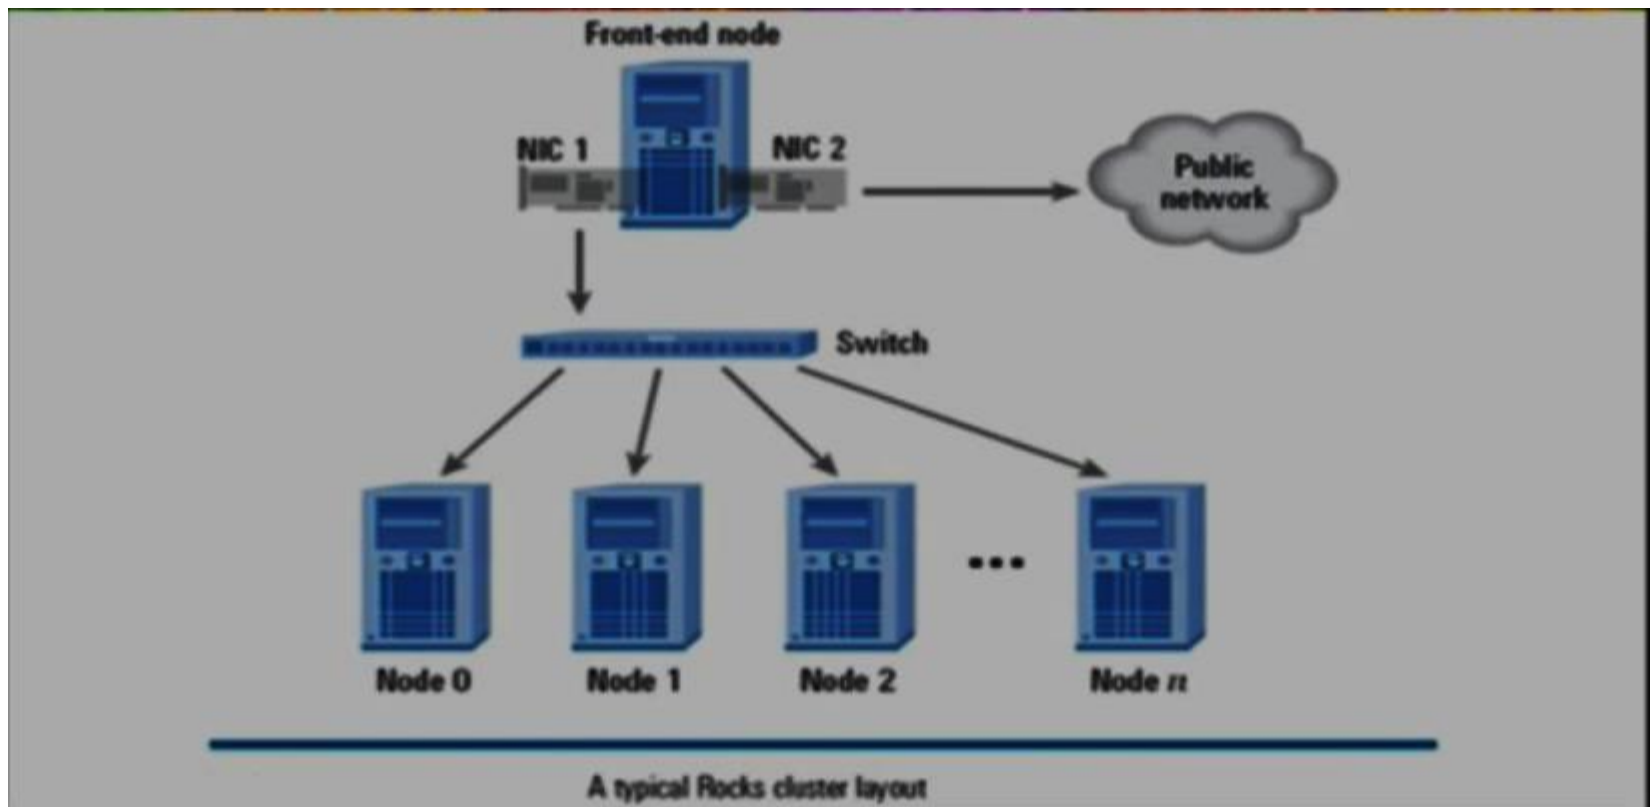 Front-end node
NIC 1
NIC 2
Public
network
Switch
Node 0
Node 1
Node 2
...
Node n
A typical Rocks cluster layout